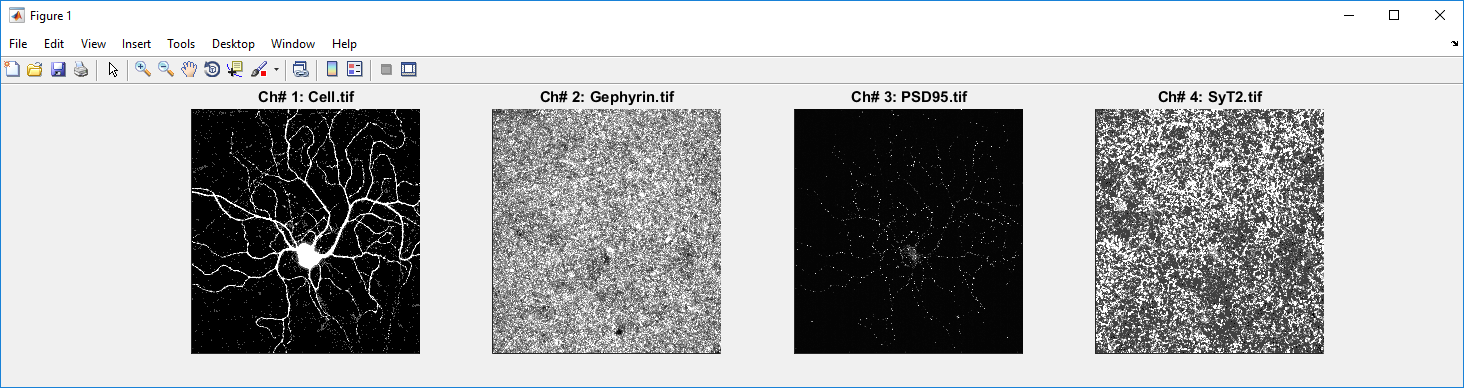 Figure 1
File Edit View Insert Tools Desktop Window Help
Ch# 1: Cell.tif Ch# 2: Gephyrin.tif Ch# 3: PSD95.tif Ch# 4: SyT2.tif